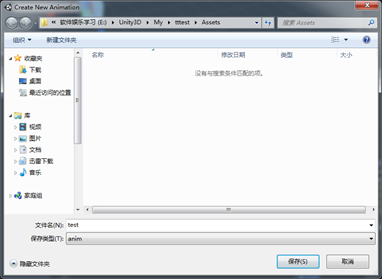 Create New Animation
软件娱乐学习 (E:) ▸ Unity3D ▸ My ▸ tttest ▸ Assets
搜索 Assets
组织 新建文件夹
名称 修改日期 类型 大小
没有与搜索条件匹配的项。
收藏夹
下载
桌面
最近访问的位置
库
视频
图片
文档
迅雷下载
音乐
家庭组
文件名(N): test
保存类型(T): anim
隐藏文件夹 保存(S) 取消